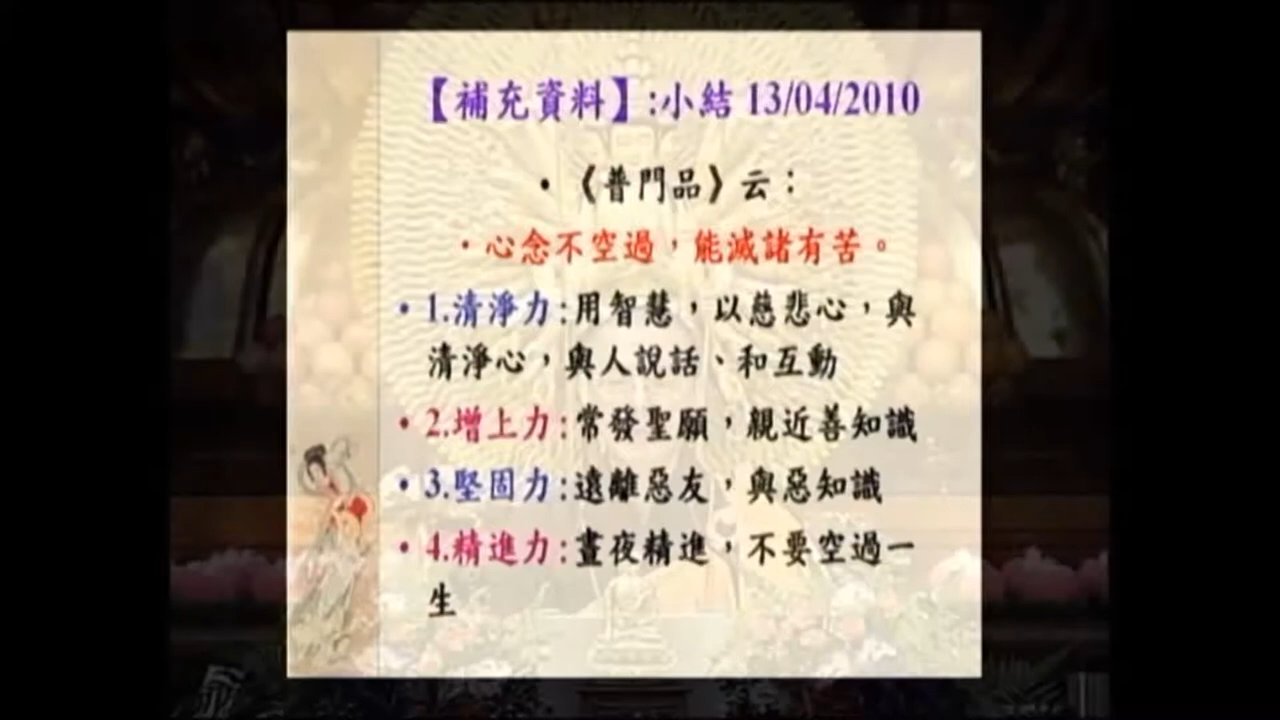 【補充資料】:小結 13/04/2010
•《普門品》云：
•心念不空過，能滅諸有苦。
•1.清淨力:用智慧，以慈悲心，與
清淨心，與人說話、和互動
•2.增上力:常發聖願，親近善知識
•3.堅固力:遠離惡友，與惡知識
•4.精進力:晝夜精進，不要空過一
生